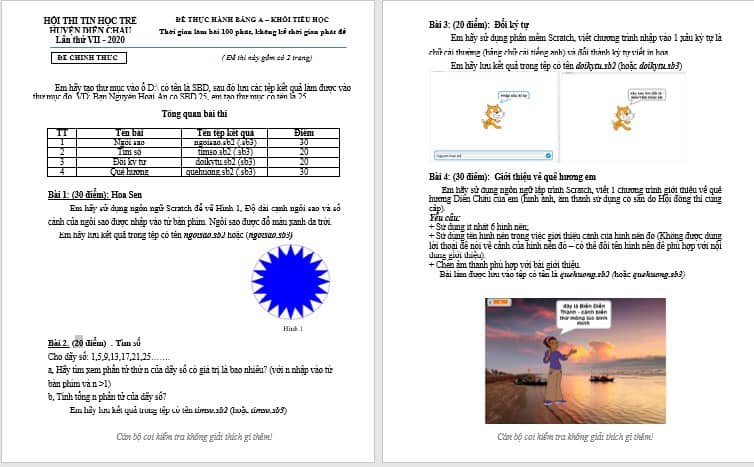 HỘI THI TIN HỌC TRẺ
HUYỆN DIỄN CHÂU
Lần thứ VII - 2020
ĐỀ CHÍNH THỨC
ĐỀ THỰC HÀNH BẢNG A – KHỐI TIỂU HỌC
Thời gian làm bài 100 phút, không kể thời gian phát đề
( Đề thi này gồm có 2 trang)
Em hãy tạo thư mục vào ổ D:\ có tên là SBD, sau đó lưu các tệp kết quả làm được vào
thư mục đó. VD: Bạn Nguyễn Hoài An có SBD 25, em tạo thư mục có tên là 25
Tổng quan bài thi
TT Tên bài Tên tệp kết quả Điểm
1 Ngôi sao ngoisao.sb2 (.sb3) 30
2 Tìm số timso.sb2 (.sb3) 20
3 Đổi ký tự doikytu.sb2 (sb3) 20
4 Quê hương quehuong.sb2 (.sb3) 30
Bài 1: (30 điểm): Hoa Sen
Em hãy sử dụng ngôn ngữ Scratch để vẽ Hình 1, Độ dài cạnh ngôi sao và số
cánh của ngôi sao được nhập vào từ bàn phím. Ngôi sao được đổ màu xanh da trời.
Em hãy lưu kết quả trong tệp có tên ngoisao.sb2 hoặc (ngoisao.sb3)
Hình 1
Bài 2. (20 điểm) . Tìm số
Cho dãy số: 1,5,9,13,17,21,25…….
a, Hãy tìm xem phần tử thứ n của dãy số có giá trị là bao nhiêu? (với n nhập vào từ
bàn phím và n >1)
b, Tính tổng n phần tử của dãy số?
Em hãy lưu kết quả trong tệp có tên timso.sb2 (hoặc timso.sb3)
Cán bộ coi kiểm tra không giải thích gì thêm!
Bài 3: (20 điểm): Đổi ký tự
Em hãy sử dụng phần mềm Scratch, viết chương trình nhập vào 1 xâu ký tự là
chữ cái thường (bảng chữ cái tiếng anh) và đổi thành ký tự viết in hoa.
Em hãy lưu kết quả trong tệp có tên doikytu.sb2 (hoặc doikytu.sb3)
Bài 4: (30 điểm): Giới thiệu về quê hương em
Em hãy sử dụng ngôn ngữ lập trình Scratch, viết 1 chương trình giới thiệu về quê
hương Diễn Châu của em (hình ảnh, âm thanh sử dụng có sẵn do Hội đồng thi cung
cấp).
Yêu cầu:
+ Sử dụng ít nhất 6 hình nền;
+ Sử dụng tên hình nền trong việc giới thiệu cảnh của hình nền đó (Không được dùng
lời thoại để nói về cảnh của hình nền đó – có thể đổi tên hình nền để phù hợp với nội
dung giới thiệu).
+ Chèn âm thanh phù hợp với bài giới thiệu.
Bài làm được lưu vào tệp có tên là quehuong.sb2 (hoặc quehuong.sb3)
đây là Biển Diễn
Thành - cảnh biển
thơ mộng lúc bình
minh
Cán bộ coi kiểm tra không giải thích gì thêm!